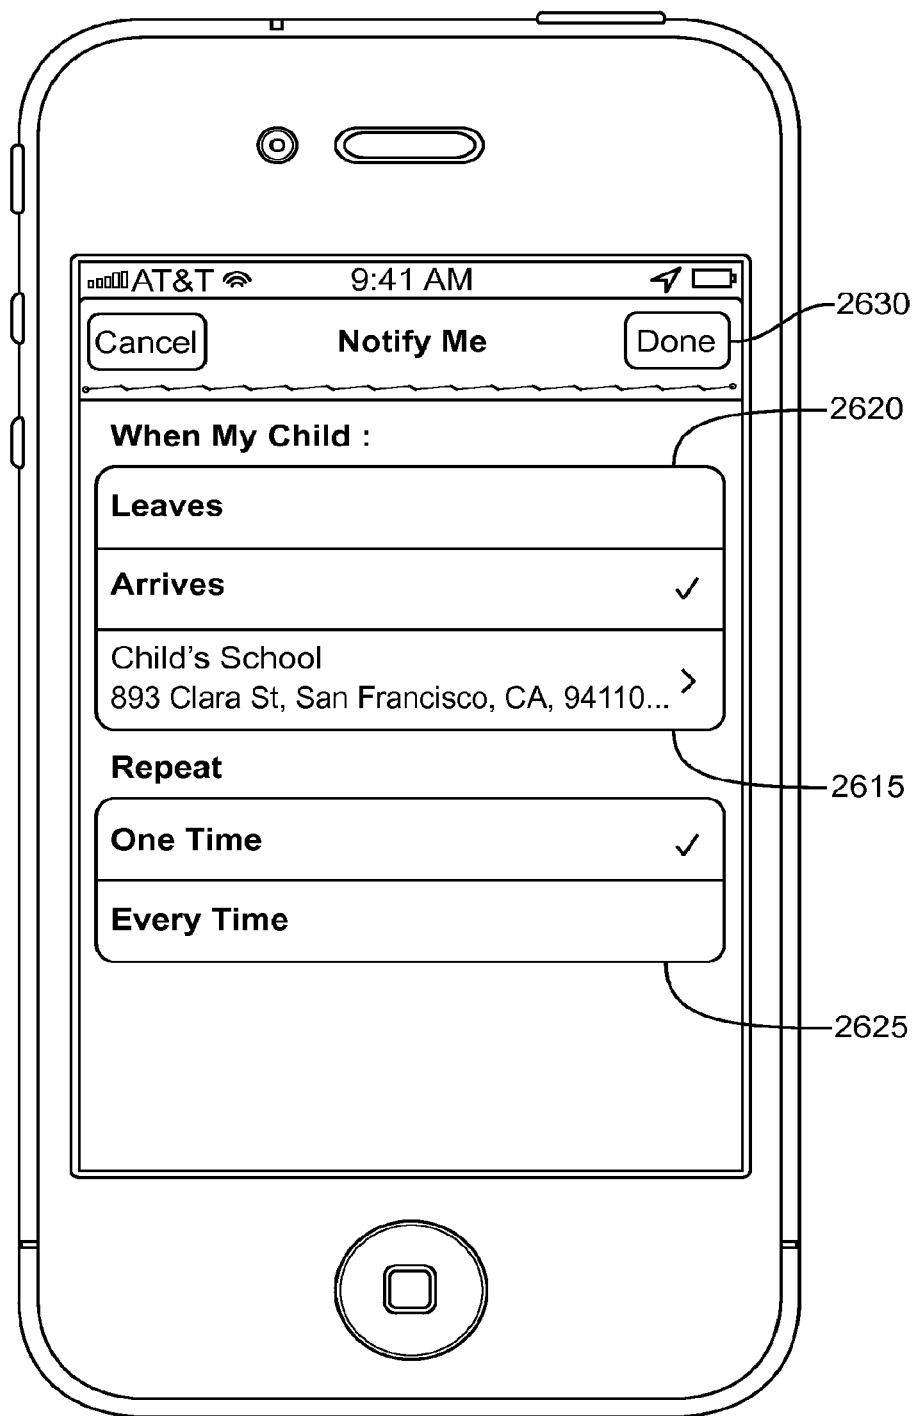 AT&T 9:41 AM
2630
Cancel Notify Me Done
2620
When My Child :
Leaves
Arrives
Child's School
893 Clara St, San Francisco, CA, 94110...
Repeat
2615
One Time
Every Time
2625